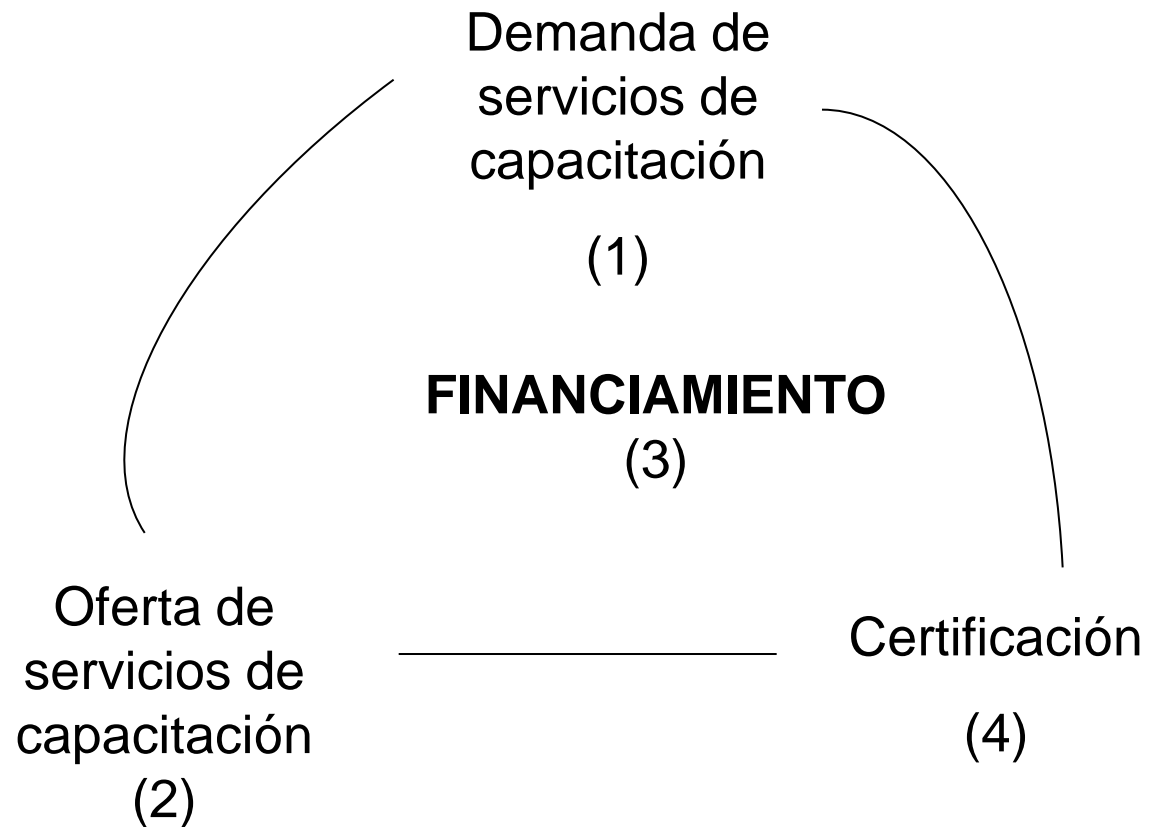 Demanda de
servicios de
capacitación
(1)
FINANCIAMIENTO
(3)
Oferta de
servicios de
capacitación
(2)
Certificación
(4)